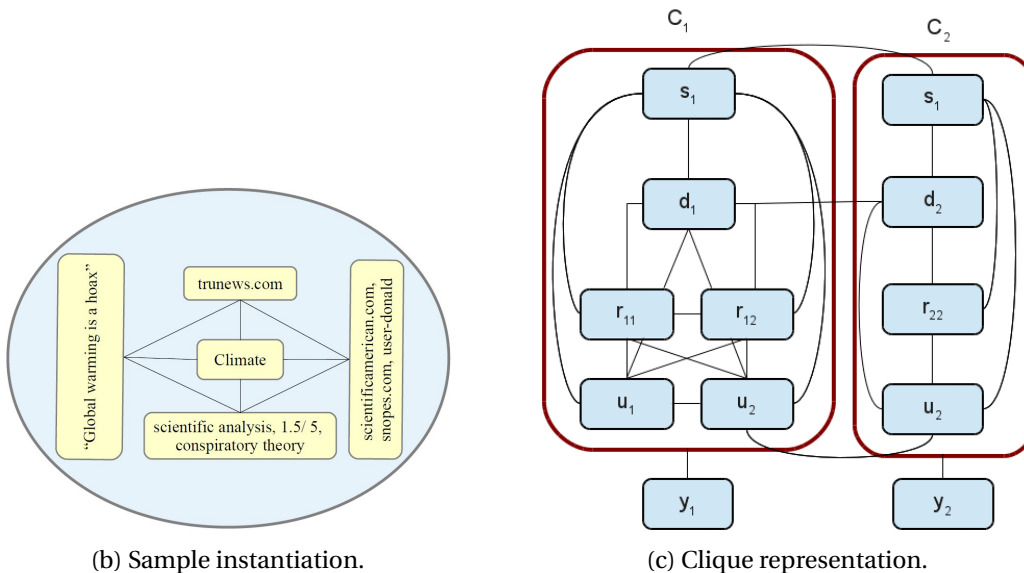 "Global warming is a hoax"
trunews.com
Climate
scientific analysis, 1.5/ 5,
conspiratory theory
scientificamerican.com,
snopes.com, user-donald
(b) Sample instantiation.
C1
s1
d1
r11
r12
u1
u2
y1
C2
s1
d2
r22
u2
y2
(c) Clique representation.